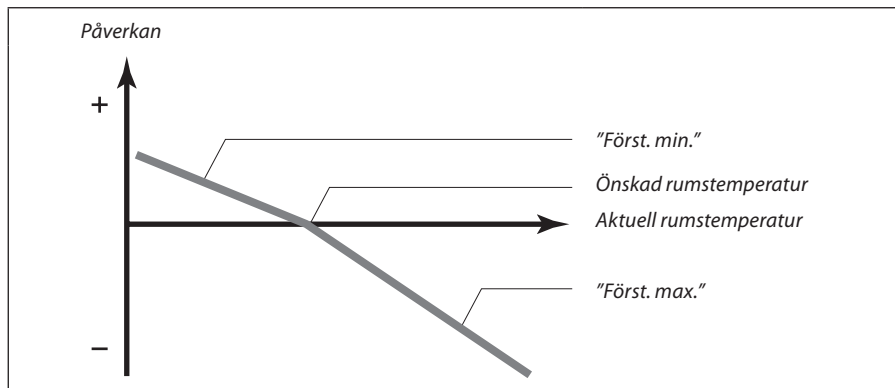 Påverkan
+
”Först. min.”
Önskad rumstemperatur
Aktuell rumstemperatur
”Först. max.”
–